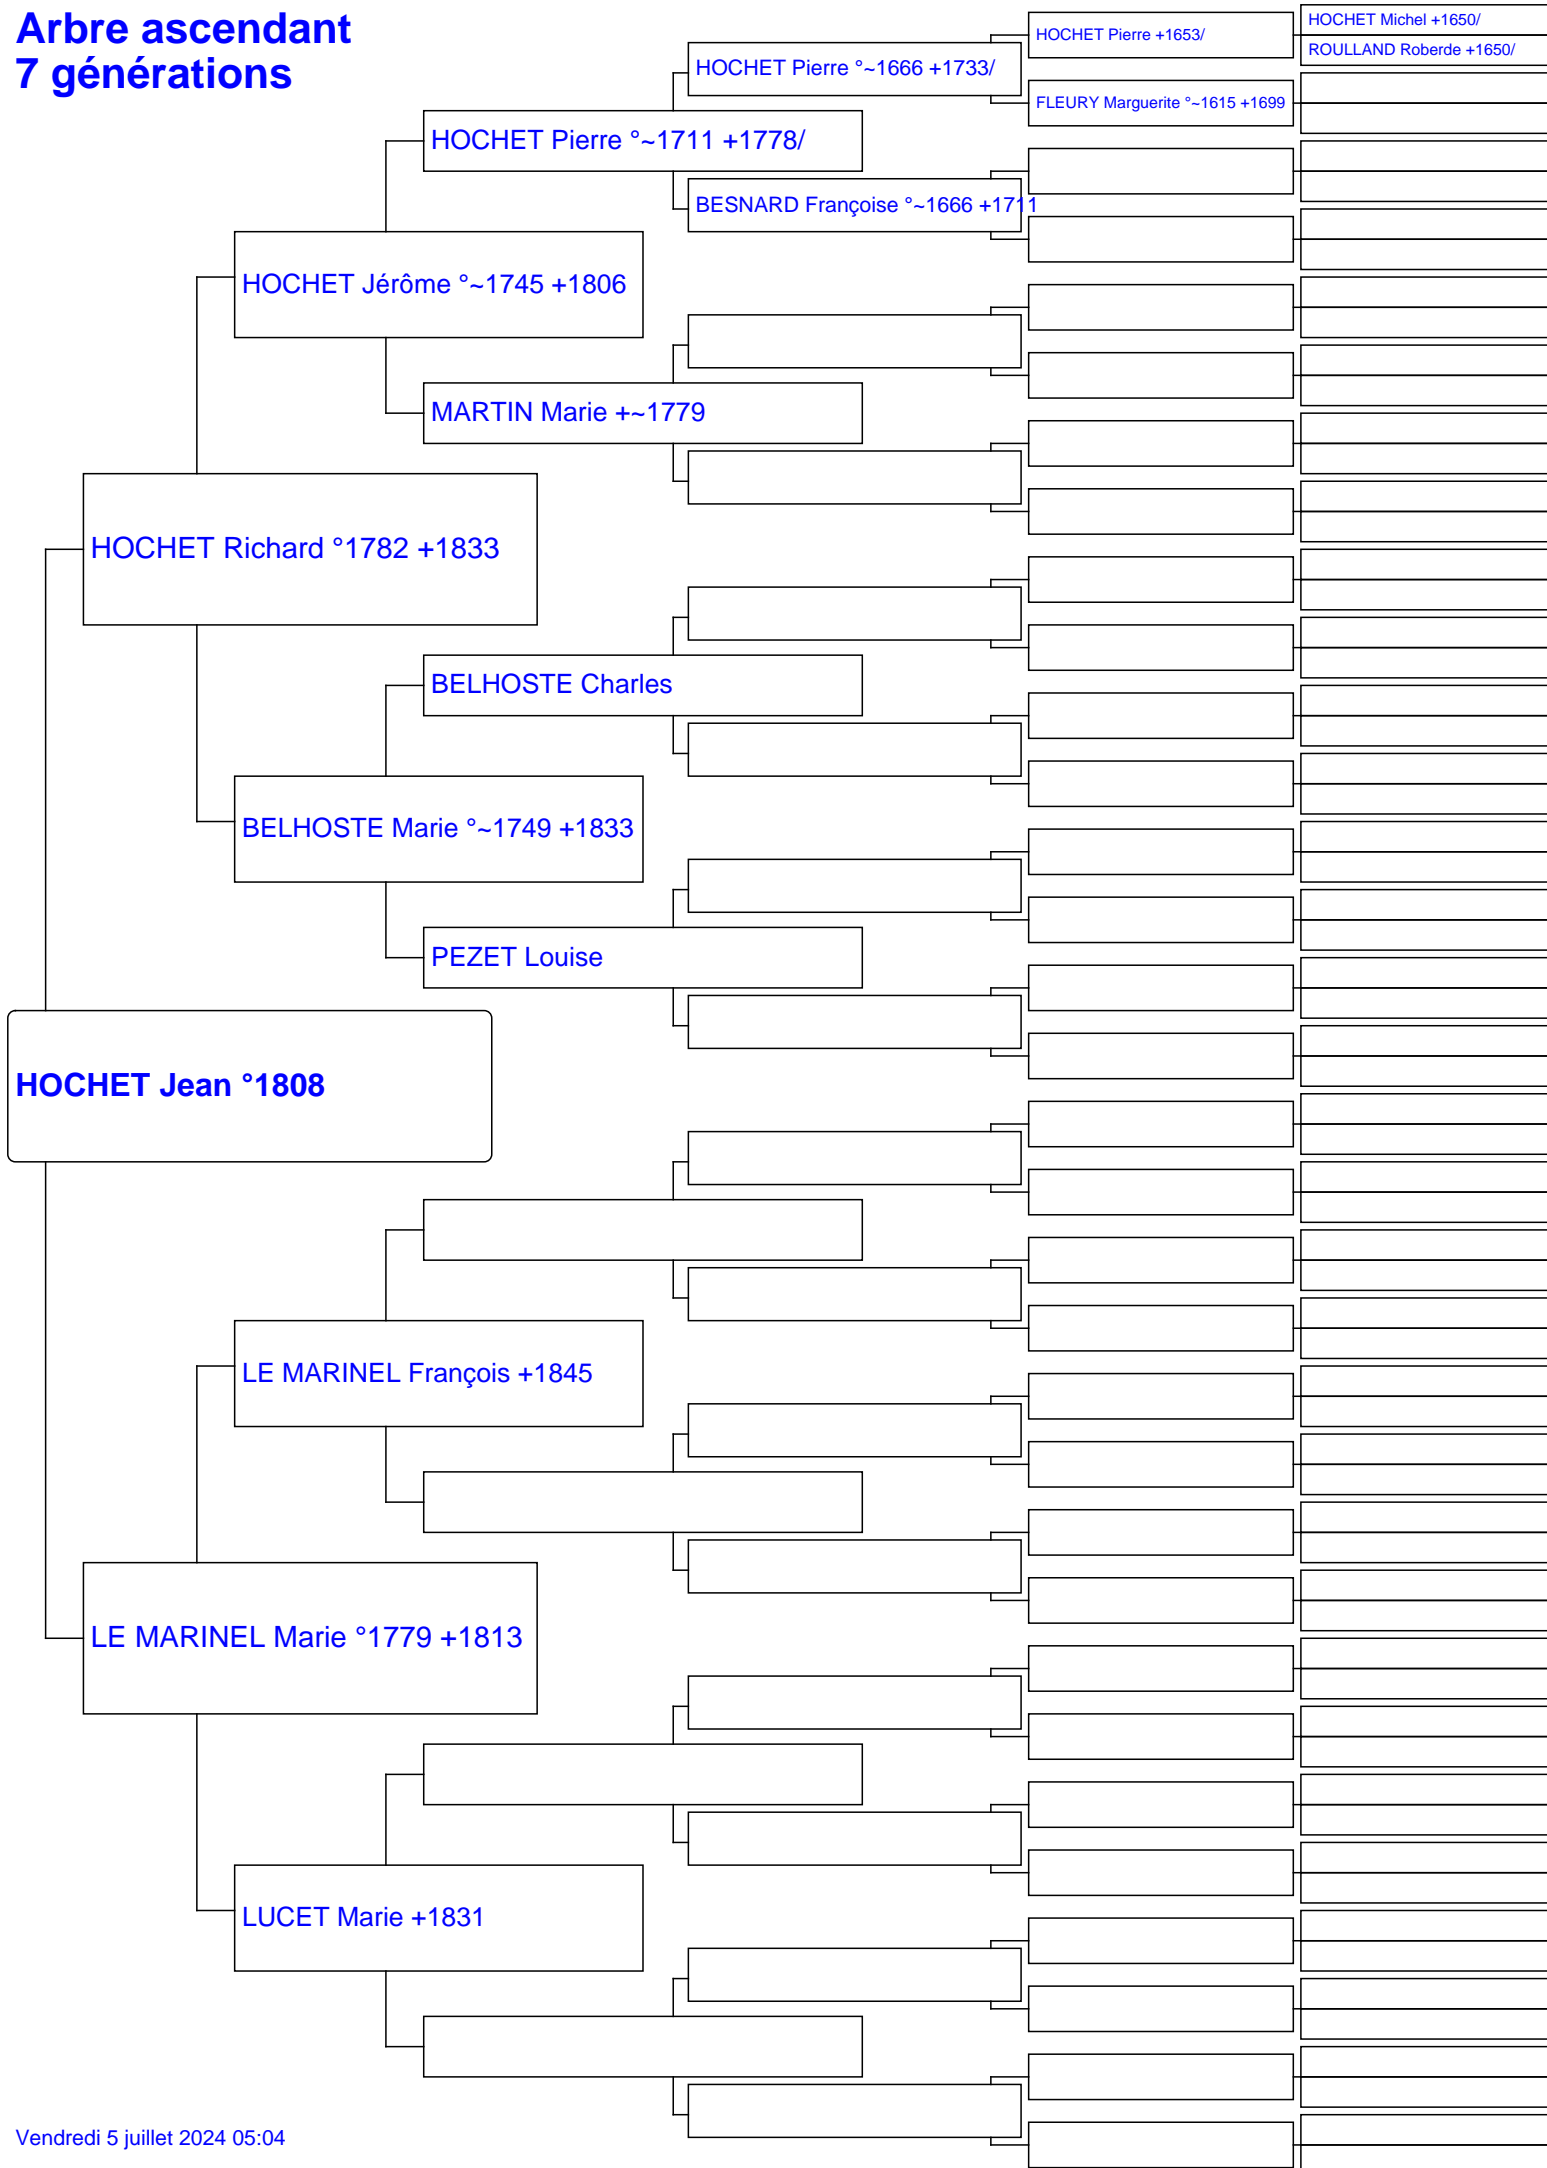 Arbre ascendant
7 générations
HOCHET Michel +1650/
ROULLAND Roberde +1650/
HOCHET Pierre +1653/
HOCHET Pierre °~1666 +1733/
FLEURY Marguerite °~1615 +1699
HOCHET Pierre °~1711 +1778/
BESNARD Françoise °~1666 +1711
HOCHET Jérôme °~1745 +1806
MARTIN Marie +~1779
HOCHET Richard °1782 +1833
BELHOSTE Charles
BELHOSTE Marie °~1749 +1833
PEZET Louise
HOCHET Jean °1808
LE MARINEL François +1845
LE MARINEL Marie °1779 +1813
LUCET Marie +1831
Vendredi 5 juillet 2024 05:04